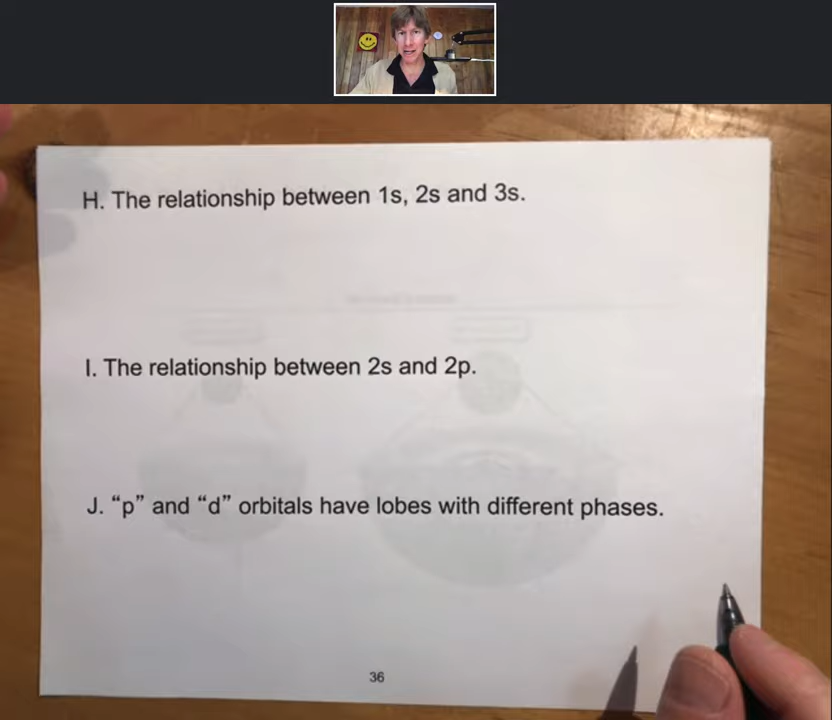 H. The relationship between 1s, 2s and 3s.
I. The relationship between 2s and 2p.
J. “p” and “d” orbitals have lobes with different phases.
36